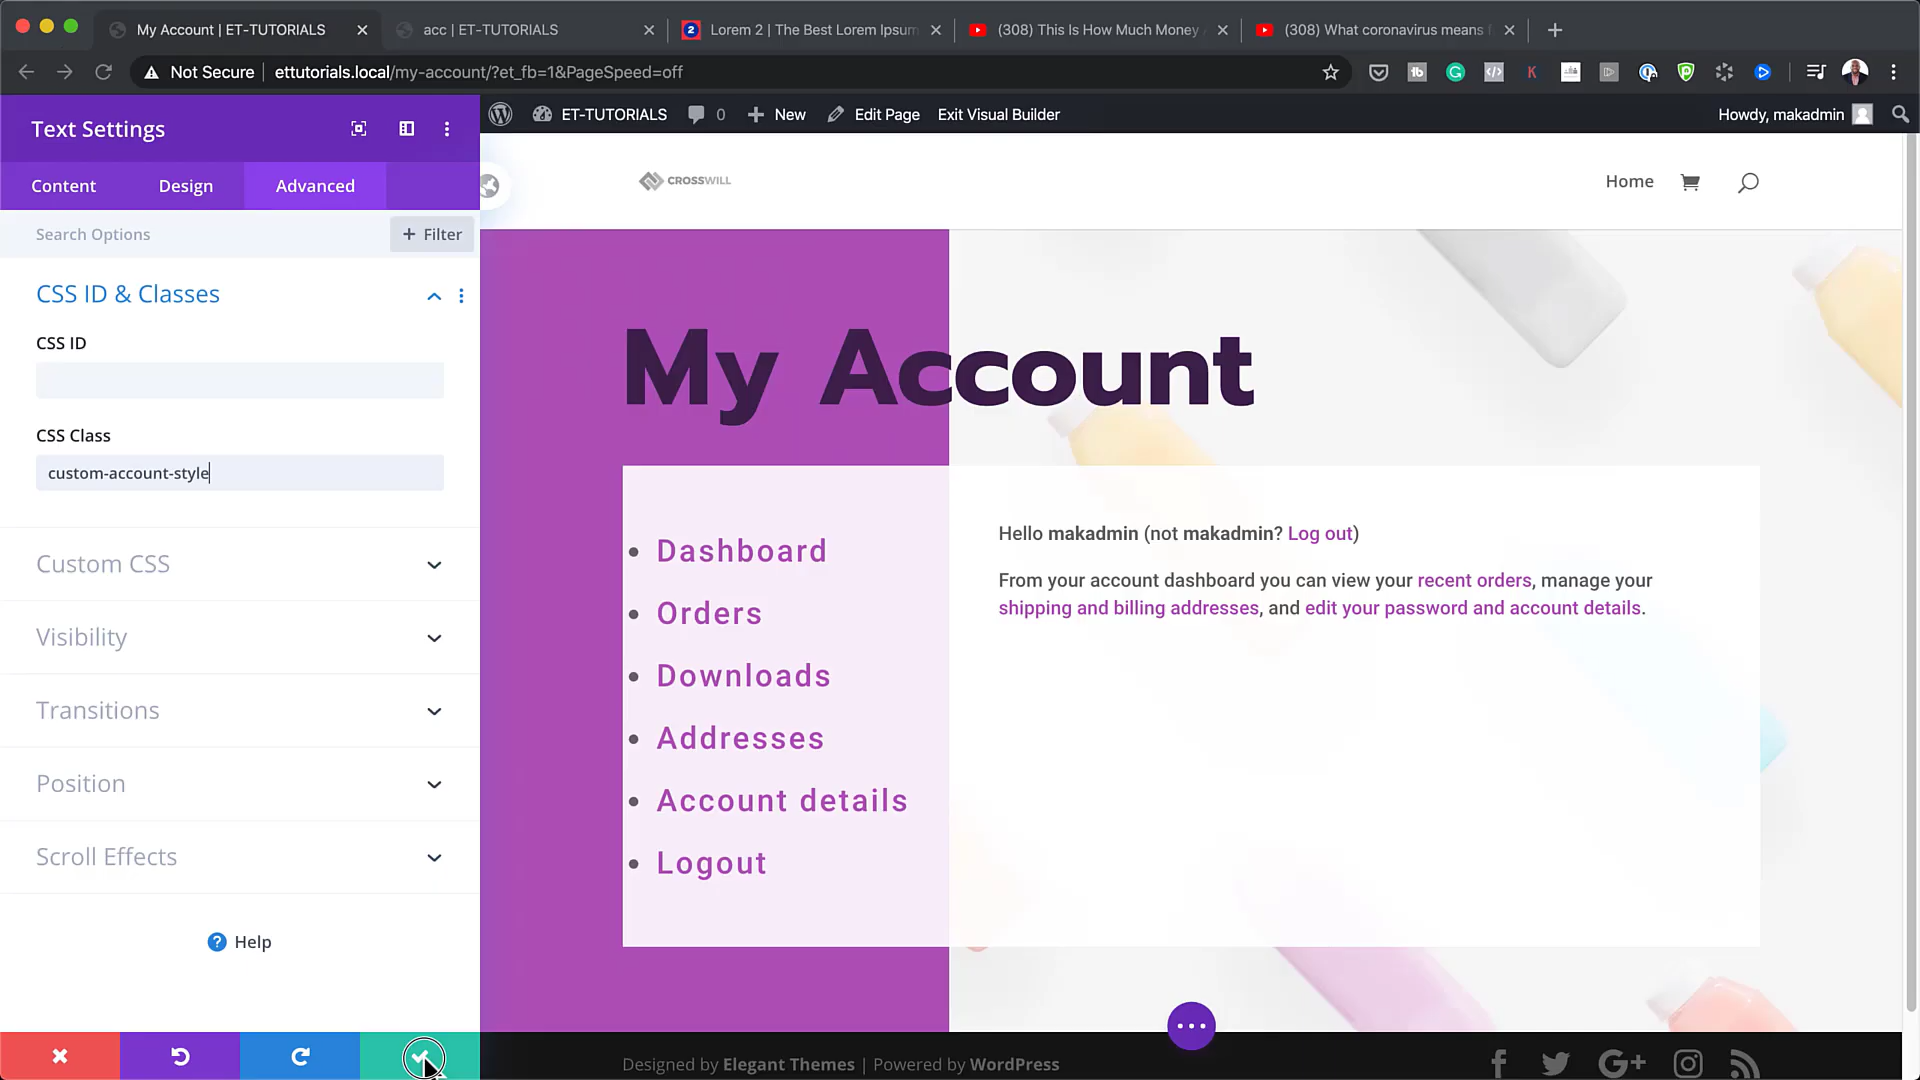 My Account | ET-TUTORIALS
acc | ET-TUTORIALS
Lorem 2 | The Best Lorem Ipsum
(308) This Is How Much Money
(308) What coronavirus means
Not Secure | ettutorials.local/my-account/?et_fb=1&PageSpeed=off
ET-TUTORIALS 0 New Edit Page Exit Visual Builder Howdy, makadmin
Text Settings
Content Design Advanced
Search Options + Filter
CSS ID & Classes
CSS ID
CSS Class
custom-account-style
Custom CSS
Visibility
Transitions
Position
Scroll Effects
? Help
CROSSWILL
Home
My Account
• Dashboard
• Orders
• Downloads
• Addresses
• Account details
• Logout
Hello makadmin (not makadmin? Log out)
From your account dashboard you can view your recent orders, manage your
shipping and billing addresses, and edit your password and account details.
Designed by Elegant Themes | Powered by WordPress